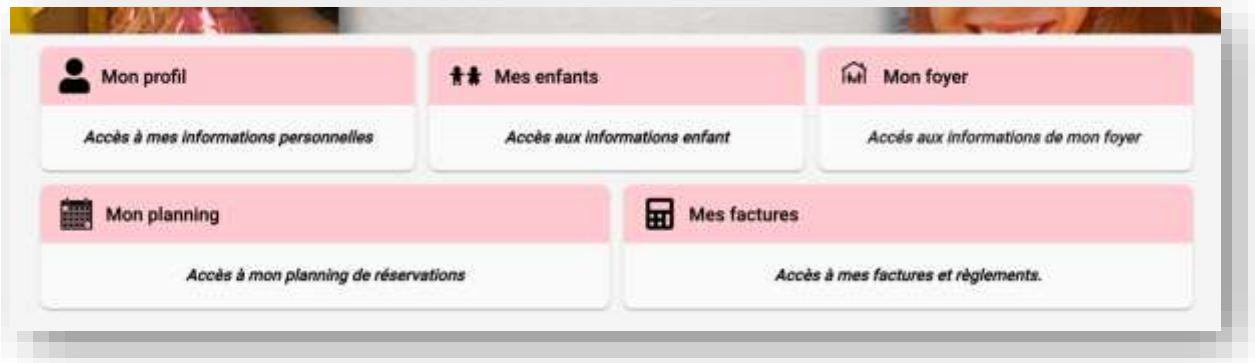 Mon profil
Mes enfants
Mon foyer
Accès à mes informations personnelles
Accès aux informations enfant
Accés aux informations de mon foyer
Mon planning
Mes factures
Accès à mon planning de réservations
Accès à mes factures et règlements.